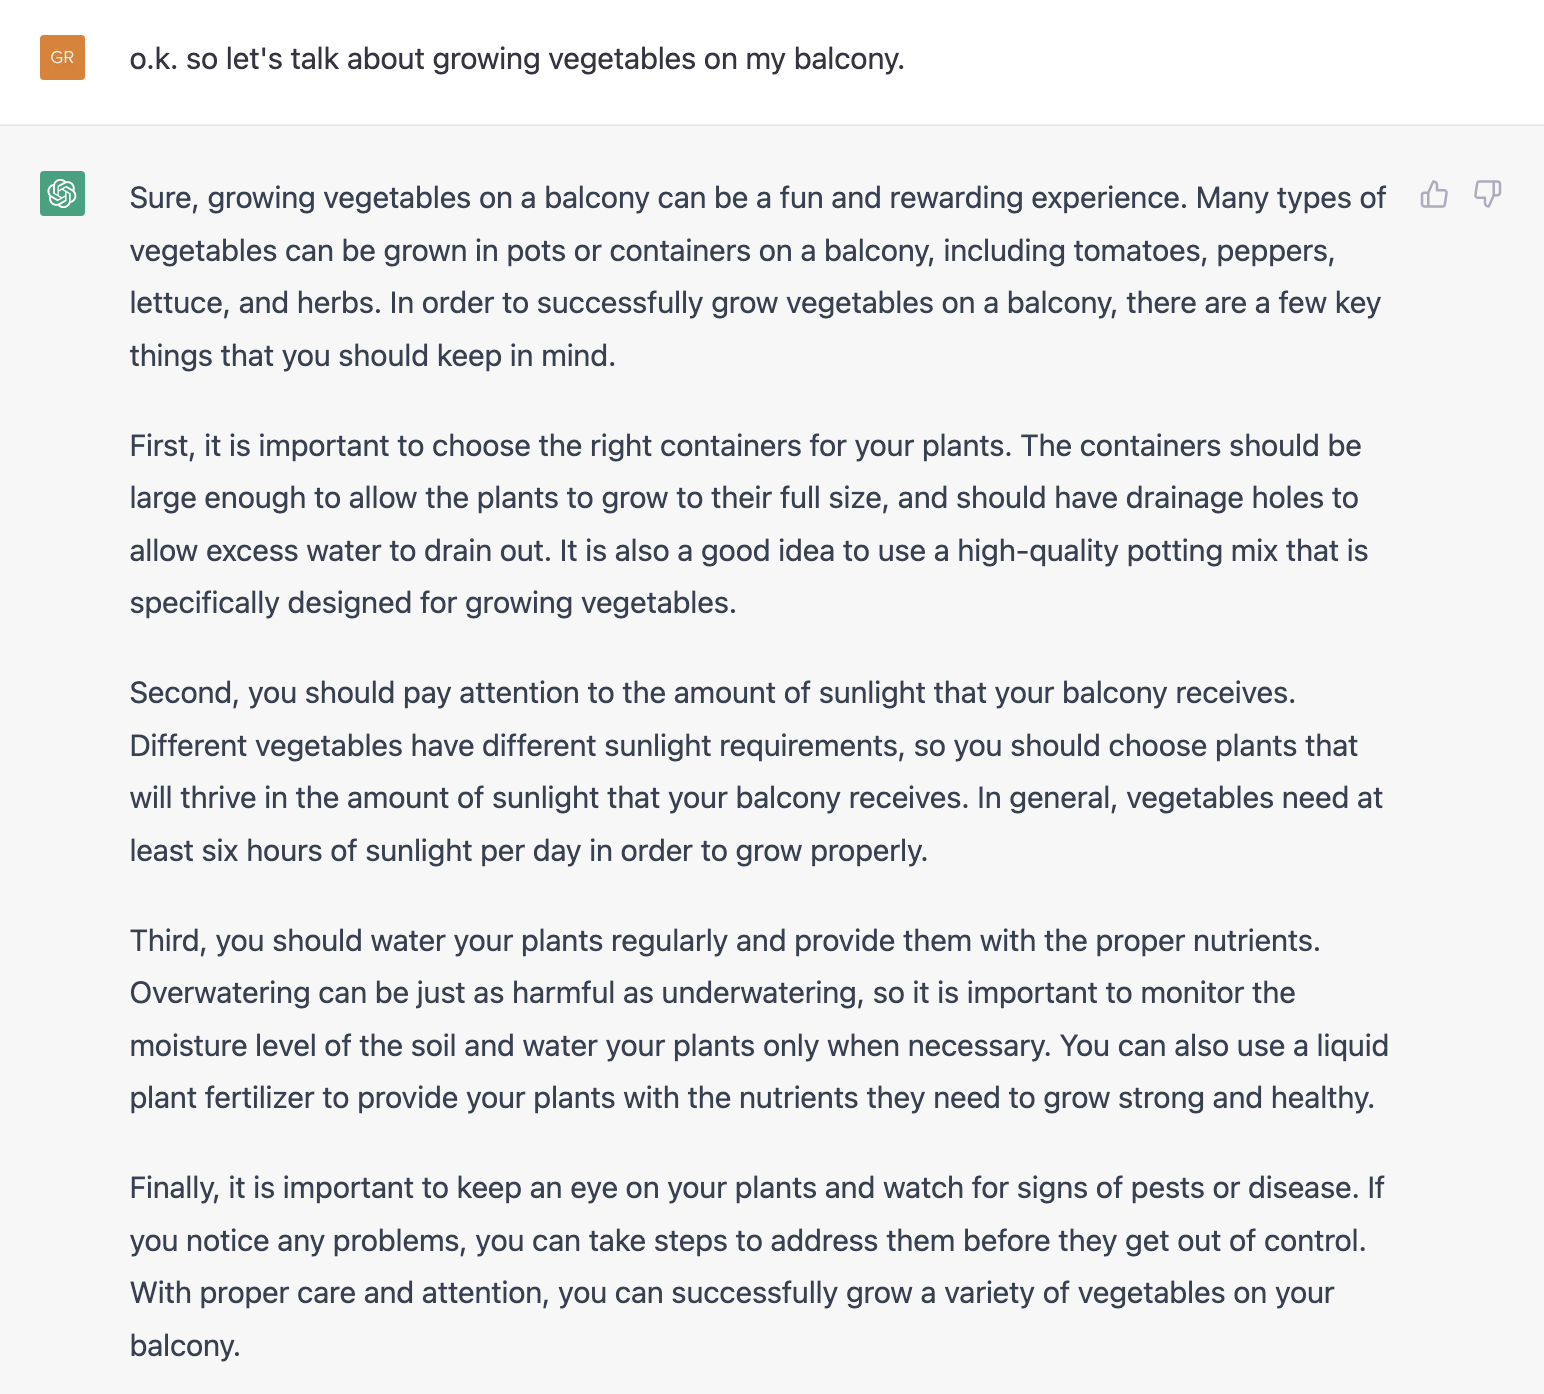 GR
o.k. so let's talk about growing vegetables on my balcony.
Sure, growing vegetables on a balcony can be a fun and rewarding experience. Many types of
vegetables can be grown in pots or containers on a balcony, including tomatoes, peppers,
lettuce, and herbs. In order to successfully grow vegetables on a balcony, there are a few key
things that you should keep in mind.
First, it is important to choose the right containers for your plants. The containers should be
large enough to allow the plants to grow to their full size, and should have drainage holes to
allow excess water to drain out. It is also a good idea to use a high-quality potting mix that is
specifically designed for growing vegetables.
Second, you should pay attention to the amount of sunlight that your balcony receives.
Different vegetables have different sunlight requirements, so you should choose plants that
will thrive in the amount of sunlight that your balcony receives. In general, vegetables need at
least six hours of sunlight per day in order to grow properly.
Third, you should water your plants regularly and provide them with the proper nutrients.
Overwatering can be just as harmful as underwatering, so it is important to monitor the
moisture level of the soil and water your plants only when necessary. You can also use a liquid
plant fertilizer to provide your plants with the nutrients they need to grow strong and healthy.
Finally, it is important to keep an eye on your plants and watch for signs of pests or disease. If
you notice any problems, you can take steps to address them before they get out of control.
With proper care and attention, you can successfully grow a variety of vegetables on your
balcony.